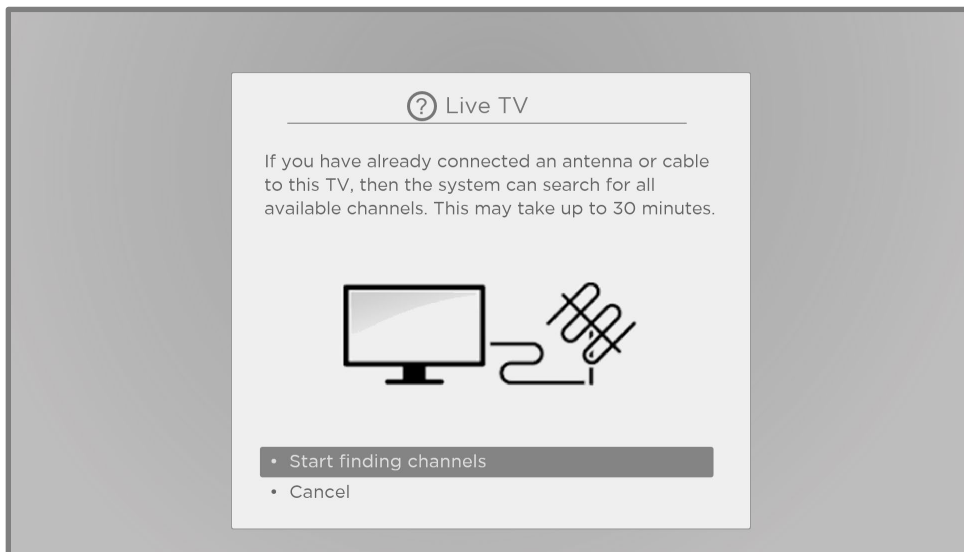 ? Live TV
If you have already connected an antenna or cable
to this TV, then the system can search for all
available channels. This may take up to 30 minutes.
• Start finding channels
• Cancel